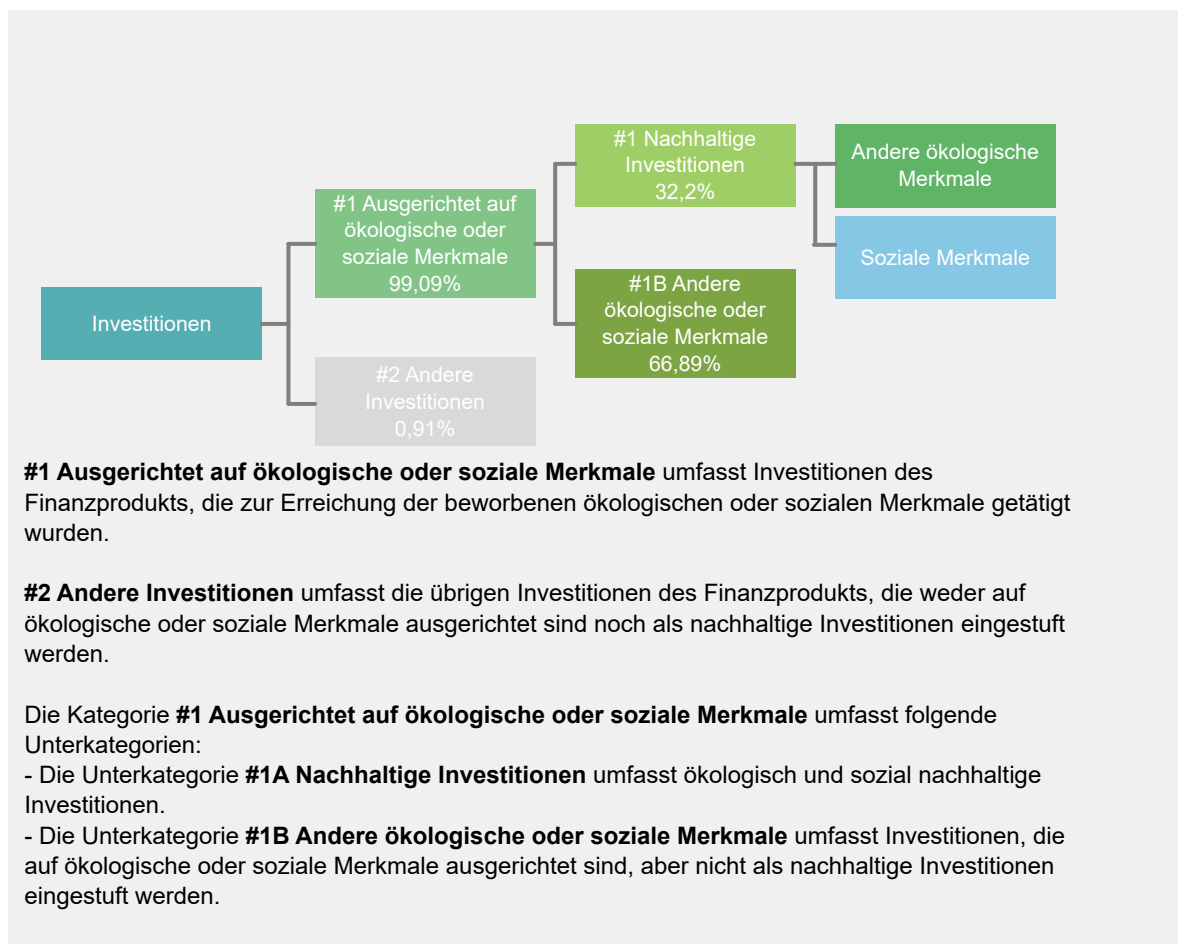 Investitionen
#1 Ausgerichtet auf
ökologische oder
soziale Merkmale
99,09%
#2 Andere
Investitionen
0,91%
#1 Nachhaltige
Investitionen
32,2%
#1B Andere
ökologische oder
soziale Merkmale
66,89%
Andere ökologische
Merkmale
Soziale Merkmale
#1 Ausgerichtet auf ökologische oder soziale Merkmale umfasst Investitionen des
Finanzprodukts, die zur Erreichung der beworbenen ökologischen oder sozialen Merkmale getätigt
wurden.
#2 Andere Investitionen umfasst die übrigen Investitionen des Finanzprodukts, die weder auf
ökologische oder soziale Merkmale ausgerichtet sind noch als nachhaltige Investitionen eingestuft
werden.
Die Kategorie #1 Ausgerichtet auf ökologische oder soziale Merkmale umfasst folgende
Unterkategorien:
- Die Unterkategorie #1A Nachhaltige Investitionen umfasst ökologisch und sozial nachhaltige
Investitionen.
- Die Unterkategorie #1B Andere ökologische oder soziale Merkmale umfasst Investitionen, die
auf ökologische oder soziale Merkmale ausgerichtet sind, aber nicht als nachhaltige Investitionen
eingestuft werden.